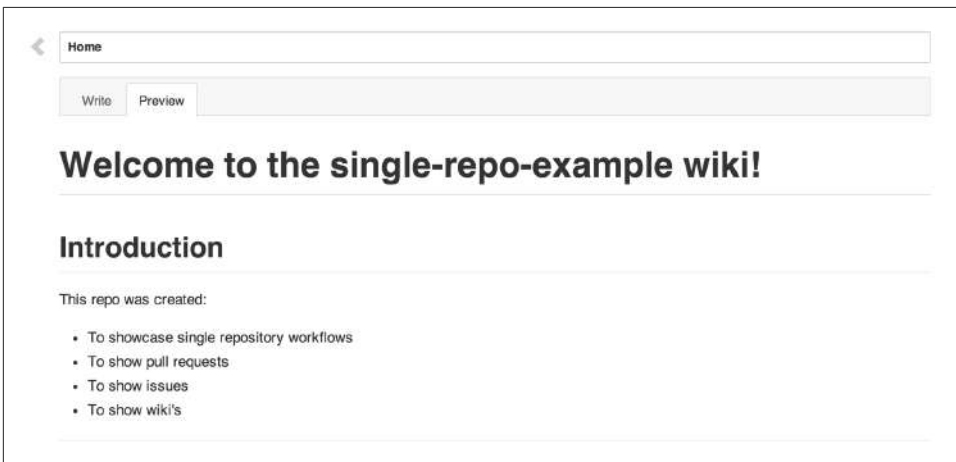 Home
Write Preview
Welcome to the single-repo-example wiki!
Introduction
This repo was created:
• To showcase single repository workflows
• To show pull requests
• To show issues
• To show wiki's